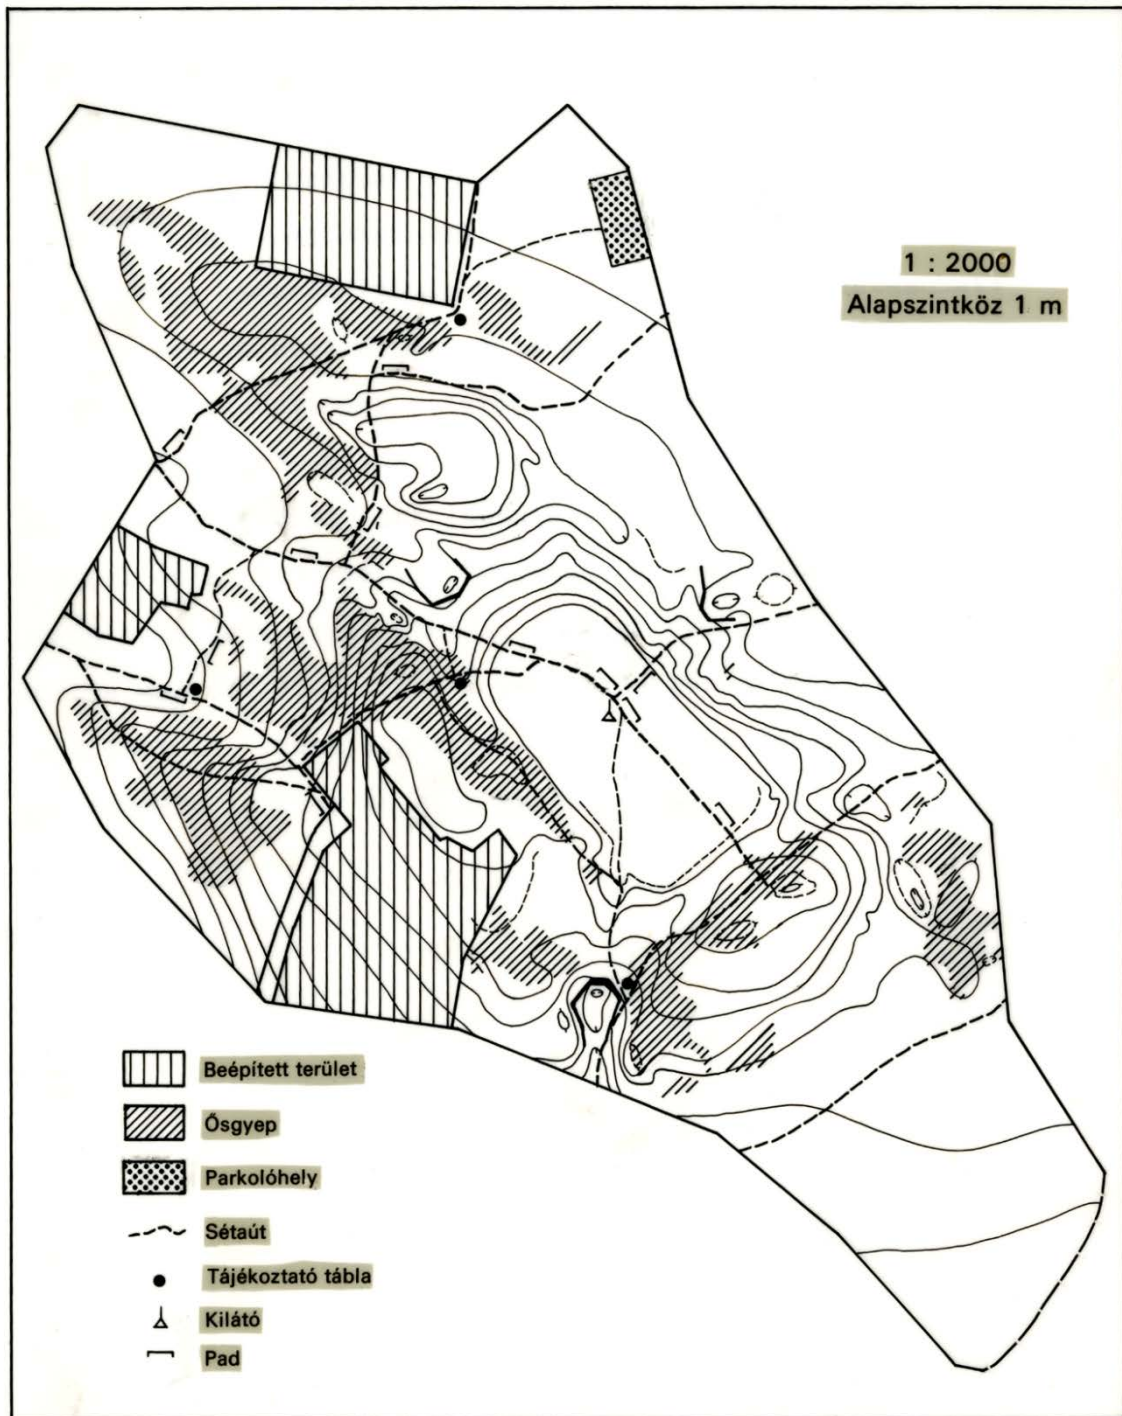 1 : 2000
Alapszintköz 1 m
Beépített terület
Ősgyep
Parkolóhely
Sétaút
Tájékoztató tábla
Kilátó
Pad